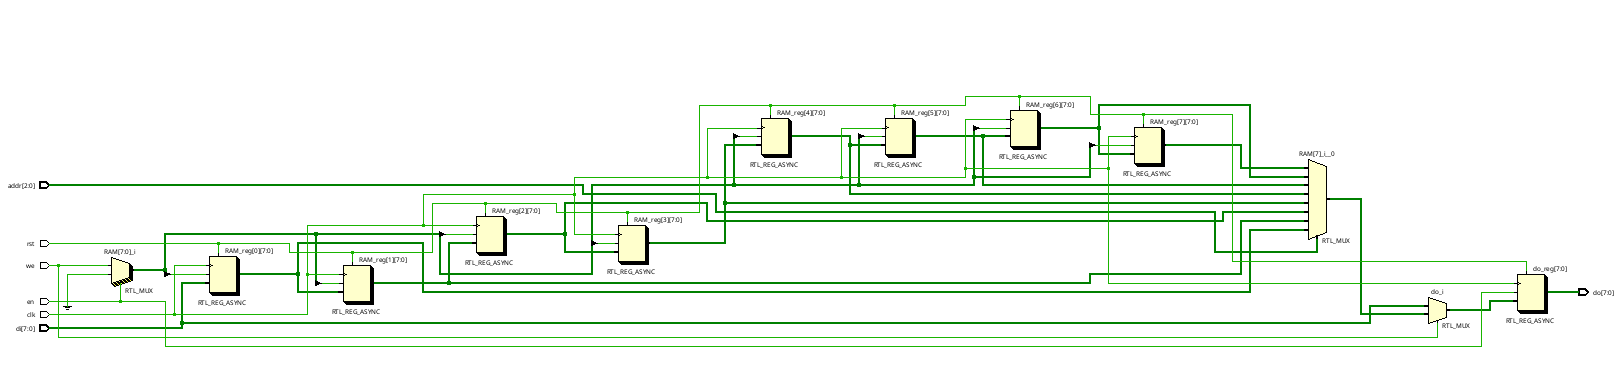 RAM_reg[6][7:0]
RAM_reg[4][7:0]
RAM_reg[5][7:0]
RAM_reg[7][7:0]
RAM[7]_i__0
RTL_REG_ASYNC
RTL_REG_ASYNC
RTL_REG_ASYNC
RTL_REG_ASYNC
addr[2:0]
RAM_reg[2][7:0]
RAM_reg[3][7:0]
RTL_MUX
rst
RAM[7:0]_i
RAM_reg[0][7:0]
RAM_reg[1][7:0]
RTL_REG_ASYNC
RTL_REG_ASYNC
we
do_reg[7:0]
RTL_MUX
do_i
do[7:0]
en
RTL_REG_ASYNC
RTL_REG_ASYNC
clk
RTL_MUX
RTL_REG_ASYNC
di[7:0]